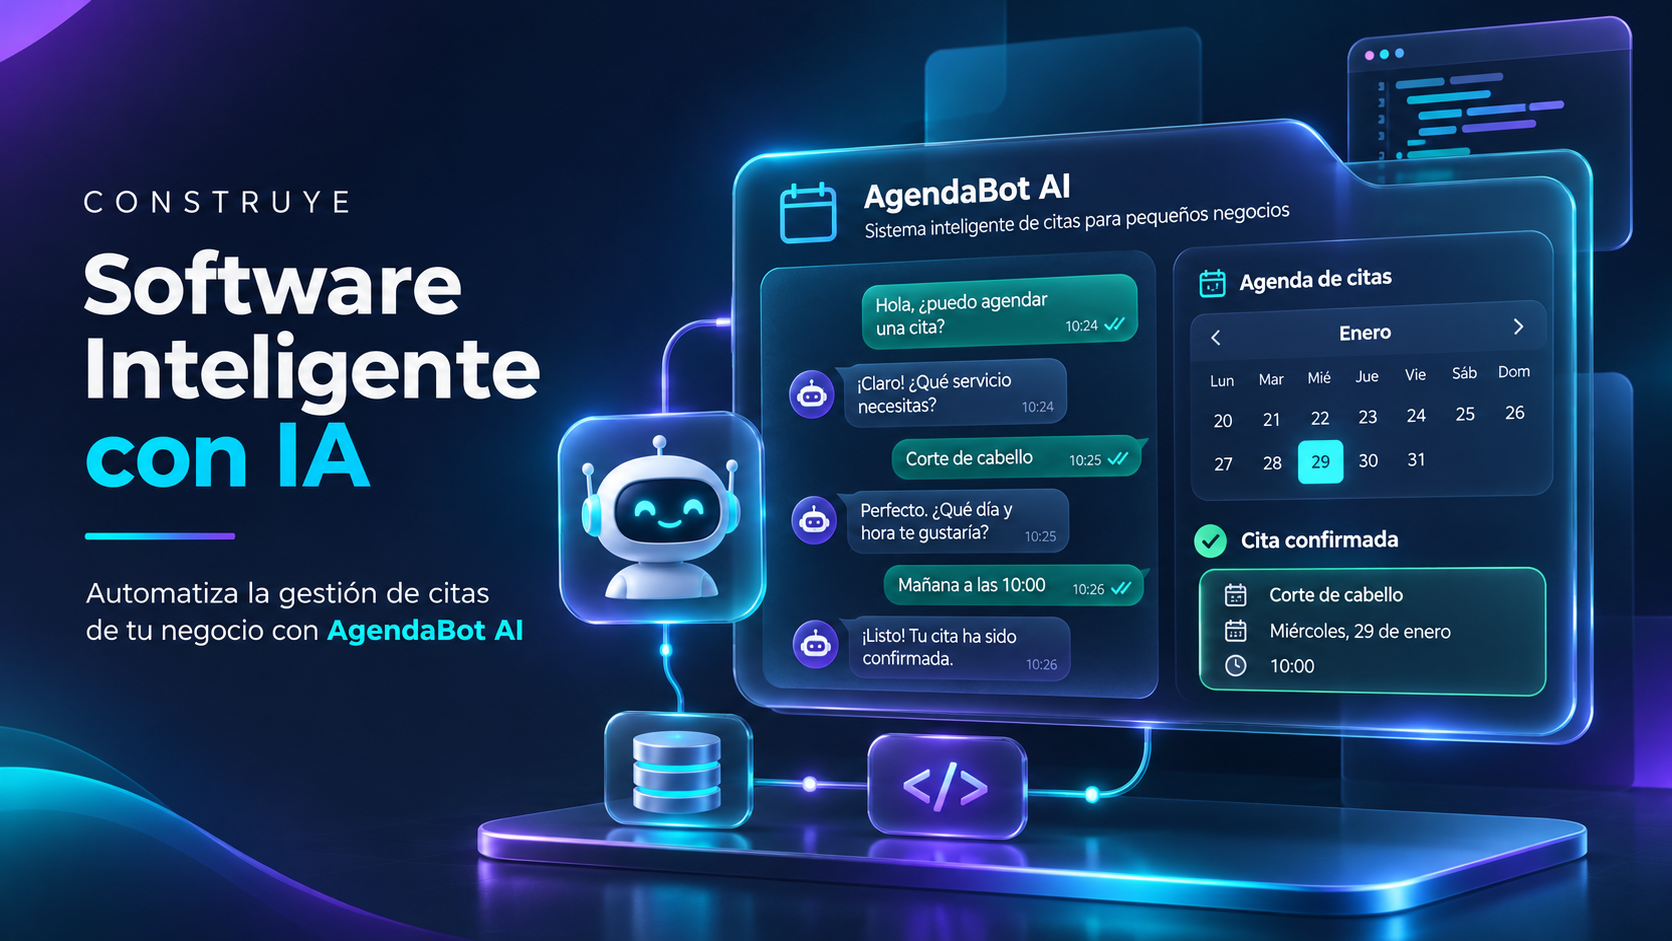 CONSTRUYE
Software
Inteligente
con IA
Automatiza la gestión de citas
de tu negocio con AgendaBot AI
AgendaBot AI
Sistema inteligente de citas para pequeños negocios
Hola, ¿puedo agendar
una cita? 10:24
¡Claro! ¿Qué servicio
necesitas? 10:24
Corte de cabello 10:25
Perfecto. ¿Qué día y
hora te gustaría? 10:25
Mañana a las 10:00 10:26
¡Listo! Tu cita ha sido
confirmada. 10:26
Agenda de citas
< Enero >
Lun Mar Mié Jue Vie Sáb Dom
20 21 22 23 24 25 26
27 28 29 30 31
Cita confirmada
Corte de cabello
Miércoles, 29 de enero
10:00
</>